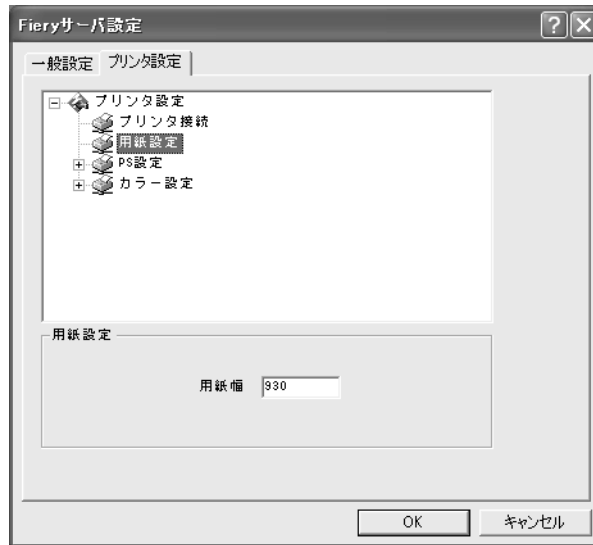 Fieryサーバ設定
一般設定 プリンタ設定
プリンタ設定
プリンタ接続
用紙設定
PS設定
カラー設定
用紙設定
用紙幅 930
OK キャンセル